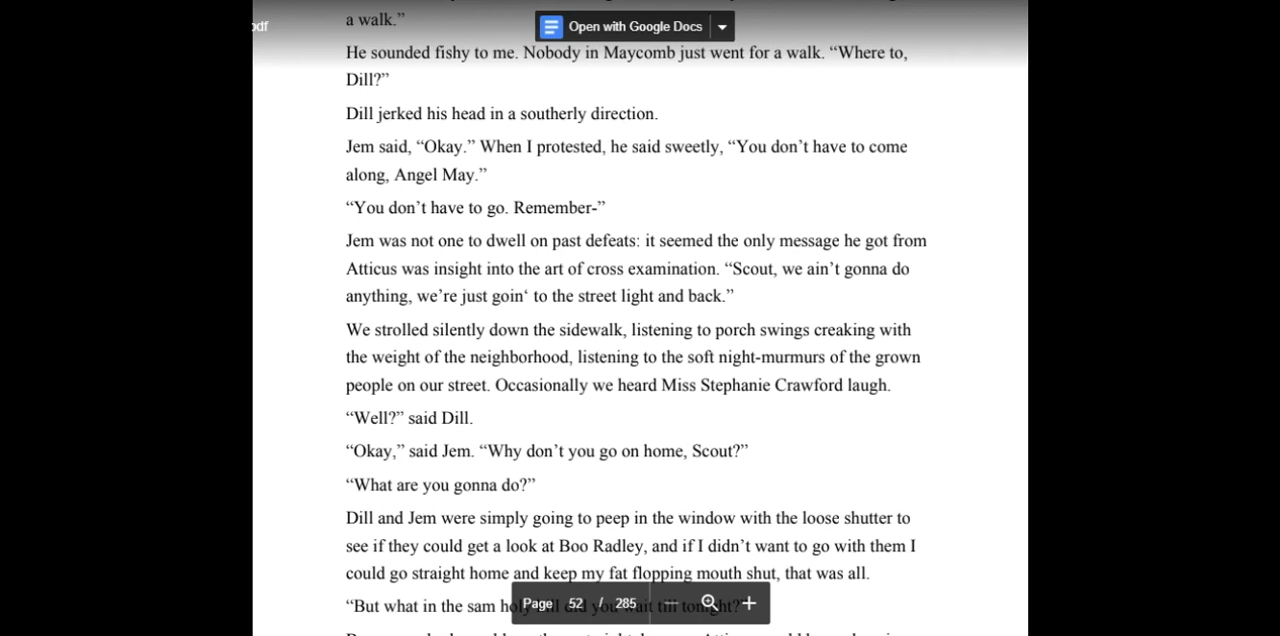 a walk.”
Open with Google Docs
He sounded fishy to me. Nobody in Maycomb just went for a walk. “Where to,
Dill?”
Dill jerked his head in a southerly direction.
Jem said, “Okay.” When I protested, he said sweetly, “You don’t have to come
along, Angel May.”
“You don’t have to go. Remember-”
Jem was not one to dwell on past defeats: it seemed the only message he got from
Atticus was insight into the art of cross examination. “Scout, we ain’t gonna do
anything, we’re just goin‘ to the street light and back.”
We strolled silently down the sidewalk, listening to porch swings creaking with
the weight of the neighborhood, listening to the soft night-murmurs of the grown
people on our street. Occasionally we heard Miss Stephanie Crawford laugh.
“Well?” said Dill.
“Okay,” said Jem. “Why don’t you go on home, Scout?”
“What are you gonna do?”
Dill and Jem were simply going to peep in the window with the loose shutter to
see if they could get a look at Boo Radley, and if I didn’t want to go with them I
could go straight home and keep my fat flopping mouth shut, that was all.
“But what in the sam holy hill did you wait till tonight?”
Page 52 / 285